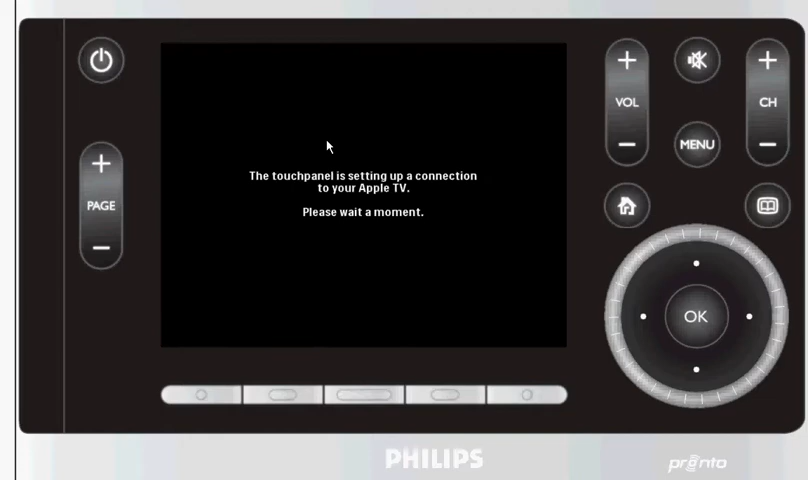 VOL
CH
MENU
PAGE
The touchpanel is setting up a connection
to your Apple TV.
Please wait a moment.
OK
PHILIPS
pronto